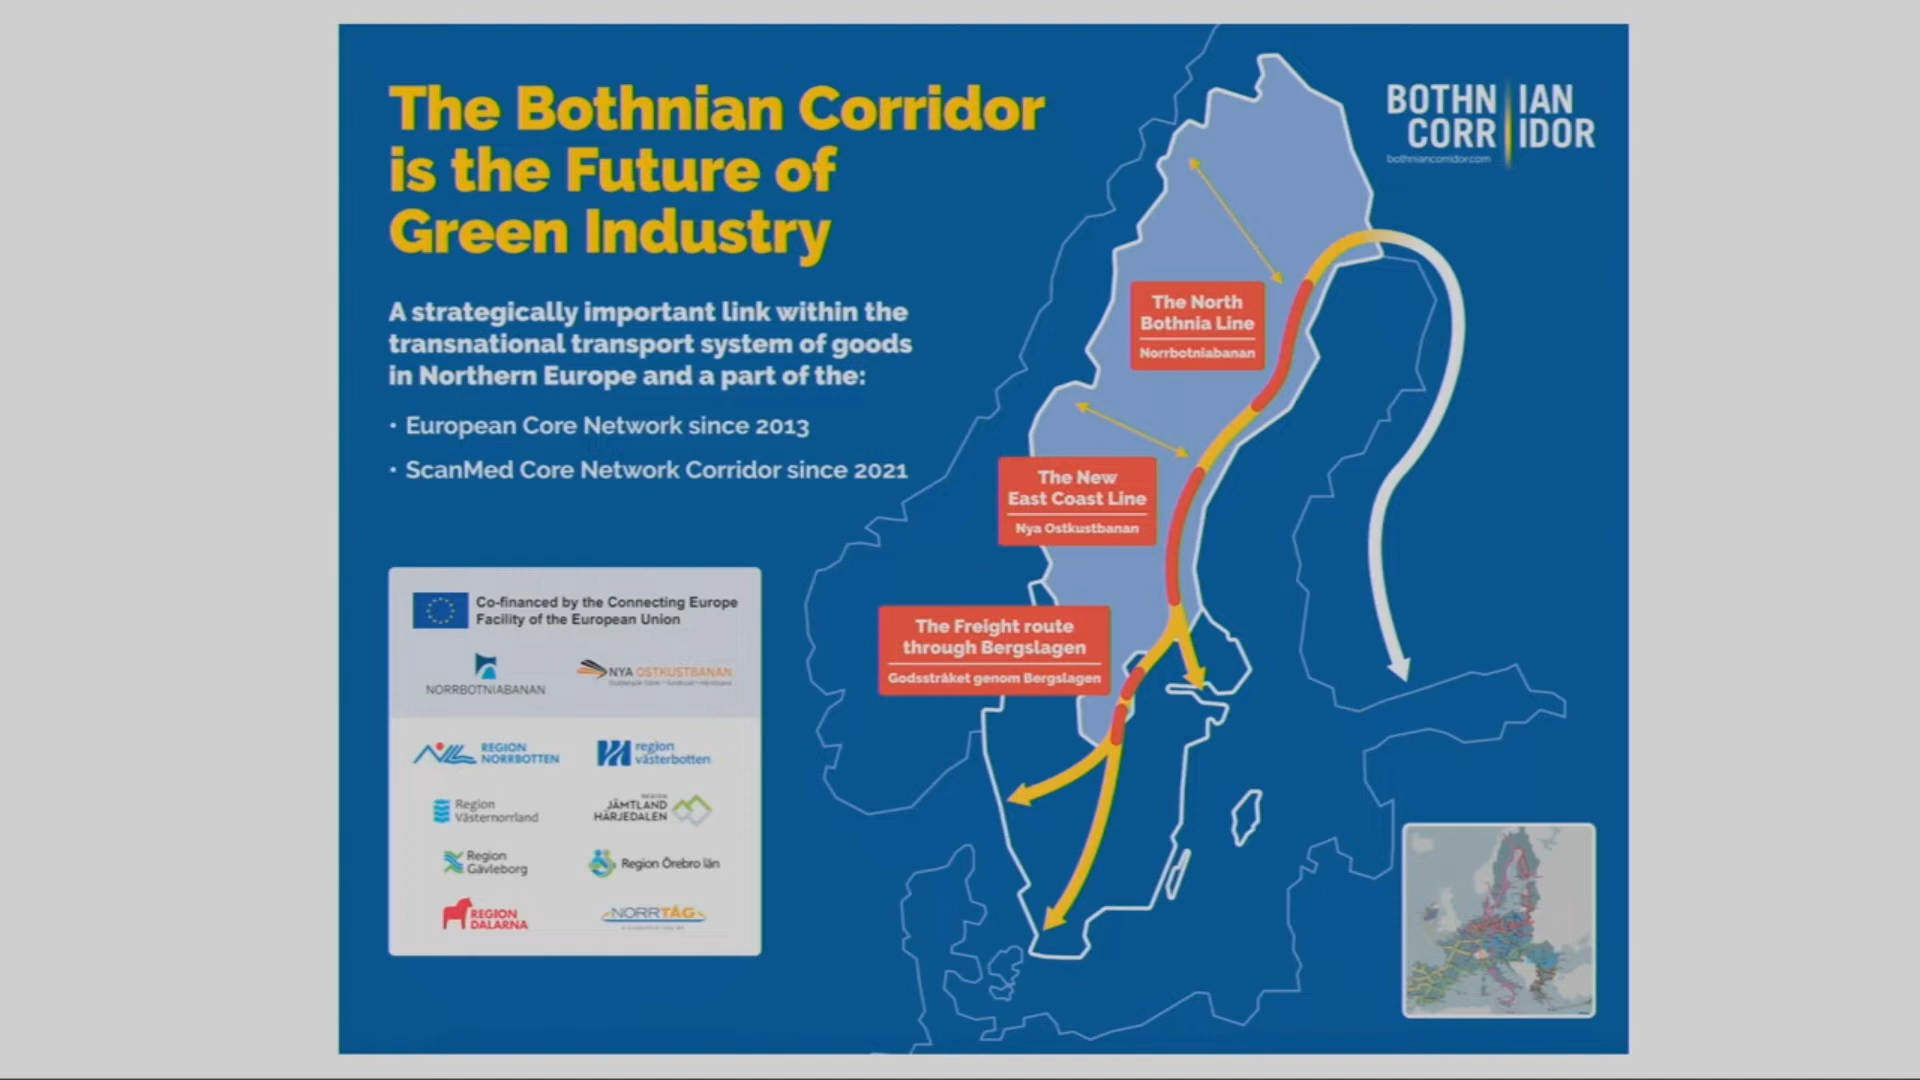 The Bothnian Corridor
is the Future of
Green Industry
A strategically important link within the
transnational transport system of goods
in Northern Europe and a part of the:
• European Core Network since 2013
• ScanMed Core Network Corridor since 2021
BOTHN IAN
CORR IDOR
bothniancorridor.com
The North
Bothnia Line
Norrbotniabanan
The New
East Coast Line
Nya Ostkustbanan
The Freight route
through Bergslagen
Godsstråket genom Bergslagen
Co-financed by the Connecting Europe
Facility of the European Union
NORRBOTNIABANAN
NYA OSTKUSTBANAN
REGION
NORRBOTTEN
region
västerbotten
Region
Västernorrland
REGION
JÄMTLAND
HÄRJEDALEN
Region
Gävleborg
Region Örebro län
REGION
DALARNA
NORRTÅG